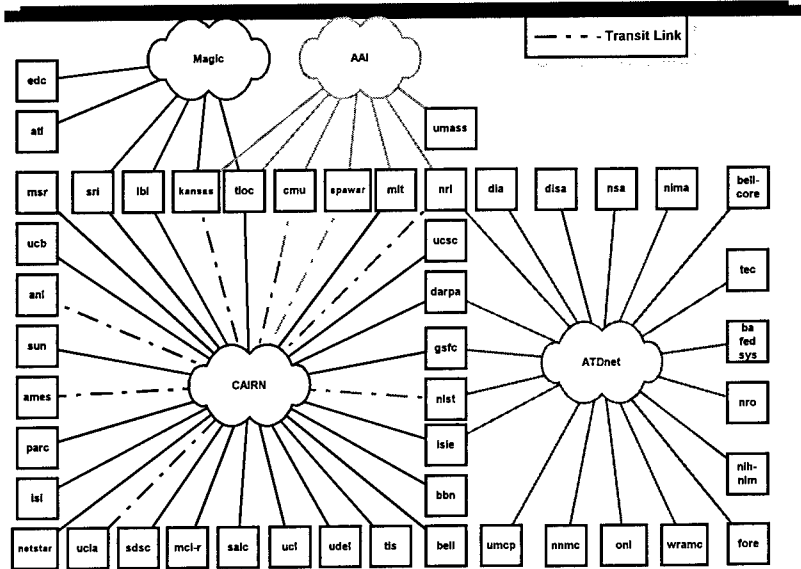 Transit Link
Magic
AAI
edc
atl
umass
msr
sri
lbl
kansas
tioc
cmu
spawar
mit
nrl
dia
disa
nsa
nima
bell-
core
ucb
ucsc
anl
darpa
tec
sun
gsfc
ba
fed
sys
CAIRN
ATDnet
ames
nist
nro
parc
isie
isi
bbn
nih-
nlm
netstar
ucla
sdsc
mci-r
saic
uci
udel
tis
bell
umcp
nnmc
onl
wramc
fore